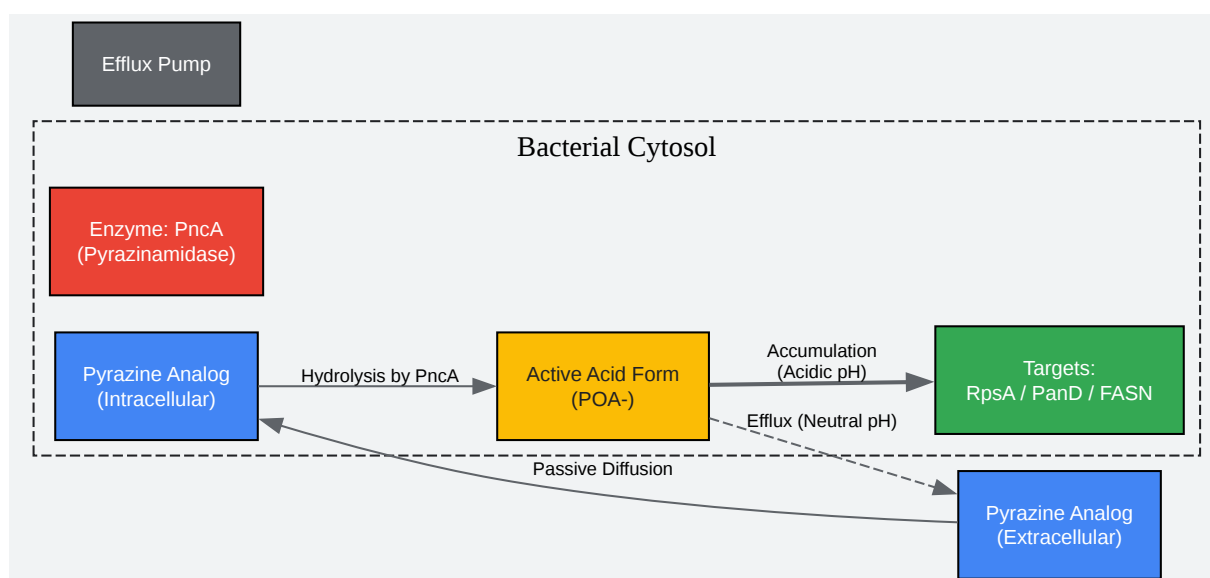 Efflux Pump
Bacterial Cytosol
Enzyme: PncA
(Pyrazinamidase)
Pyrazine Analog
(Intracellular)
Hydrolysis by PncA
Active Acid Form
(POA-)
Accumulation
(Acidic pH)
Targets:
RpsA / PanD / FASN
Efflux (Neutral pH)
Passive Diffusion
Pyrazine Analog
(Extracellular)